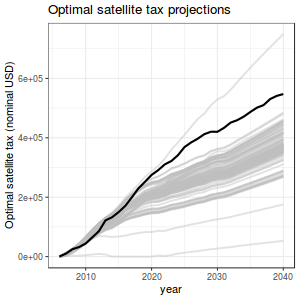 Optimal satellite tax projections
Optimal satellite tax (nominal USD)
6e+05
4e+05
2e+05
0e+00
2010
2020
2030
2040
year